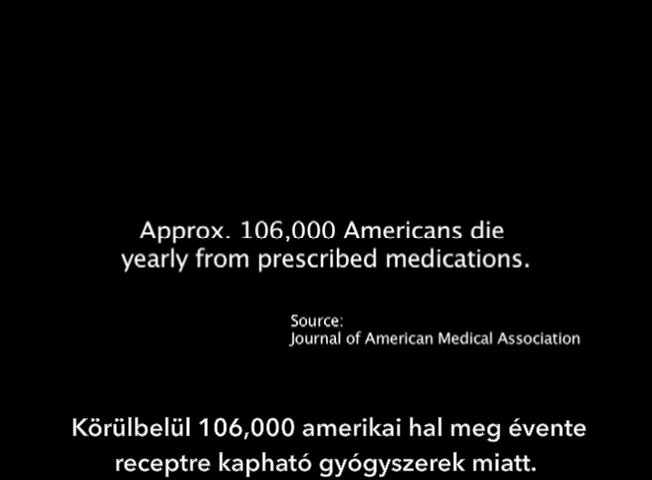 Approx. 106,000 Americans die
yearly from prescribed medications.
Source:
Journal of American Medical Association
Körülbelül 106,000 amerikai hal meg évente
receptre kapható gyógyszerek miatt.